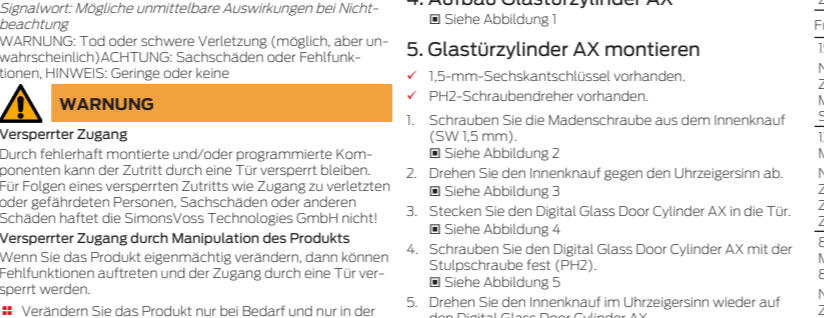 Signalwort: Mögliche unmittelbare Auswirkungen bei Nicht-
beachtung
WARNUNG: Tod oder schwere Verletzung (möglich, aber un-
wahrscheinlich)ACHTUNG: Sachschäden oder Fehlfunk-
tionen, HINWEIS: Geringe oder keine
WARNUNG
Versperrter Zugang
Durch fehlerhaft montierte und/oder programmierte Kom-
ponenten kann der Zutritt durch eine Tür versperrt bleiben.
Für Folgen eines versperrten Zutritts wie Zugang zu verletzten
oder gefährdeten Personen, Sachschäden oder anderen
Schäden haftet die SimonsVoss Technologies GmbH nicht!
Versperrter Zugang durch Manipulation des Produkts
Wenn Sie das Produkt eigenmächtig verändern, dann können
Fehlfunktionen auftreten und der Zugang durch eine Tür ver-
sperrt werden.
Verändern Sie das Produkt nur bei Bedarf und nur in der
4. Aufbau Glastürzylinder AX
Siehe Abbildung 1
5. Glastürzylinder AX montieren
✓ 1,5-mm-Sechskantschlüssel vorhanden.
✓ PH2-Schraubendreher vorhanden.
1. Schrauben Sie die Madenschraube aus dem Innenknauf
(SW 1,5 mm).
Siehe Abbildung 2
2. Drehen Sie den Innenknauf gegen den Uhrzeigersinn ab.
Siehe Abbildung 3
3. Stecken Sie den Digital Glass Door Cylinder AX in die Tür.
Siehe Abbildung 4
4. Schrauben Sie den Digital Glass Door Cylinder AX mit der
Stulpschraube fest (PH2).
Siehe Abbildung 5
5. Drehen Sie den Innenknauf im Uhrzeigersinn wieder auf
den Digital Glass Door Cylinder AX